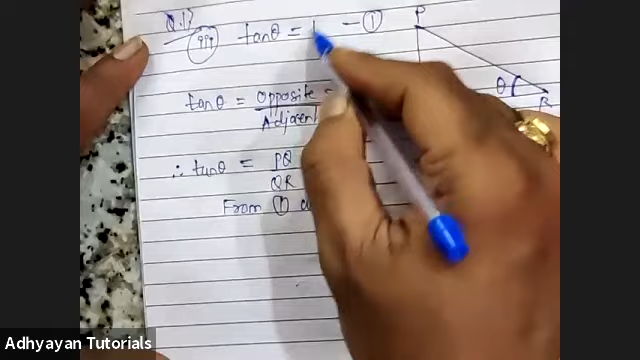 Q.1)
(iii) tanθ = 1 — ①
P
θ
R
tanθ = Opposite
Adjacent
∴ tanθ = PQ
QR
From ①
Adhyayan Tutorials